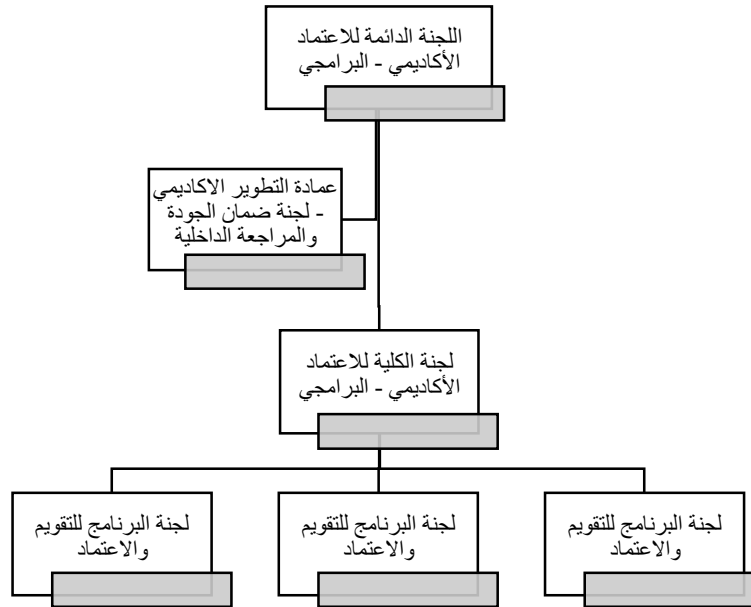 اللجنة الدائمة للاعتماد
الأكاديمي - البرامجي
عمادة التطوير الاكاديمي
- لجنة ضمان الجودة
والمراجعة الداخلية
لجنة الكلية للاعتماد
الأكاديمي - البرامجي
لجنة البرنامج للتقويم
والاعتماد
لجنة البرنامج للتقويم
والاعتماد
لجنة البرنامج للتقويم
والاعتماد